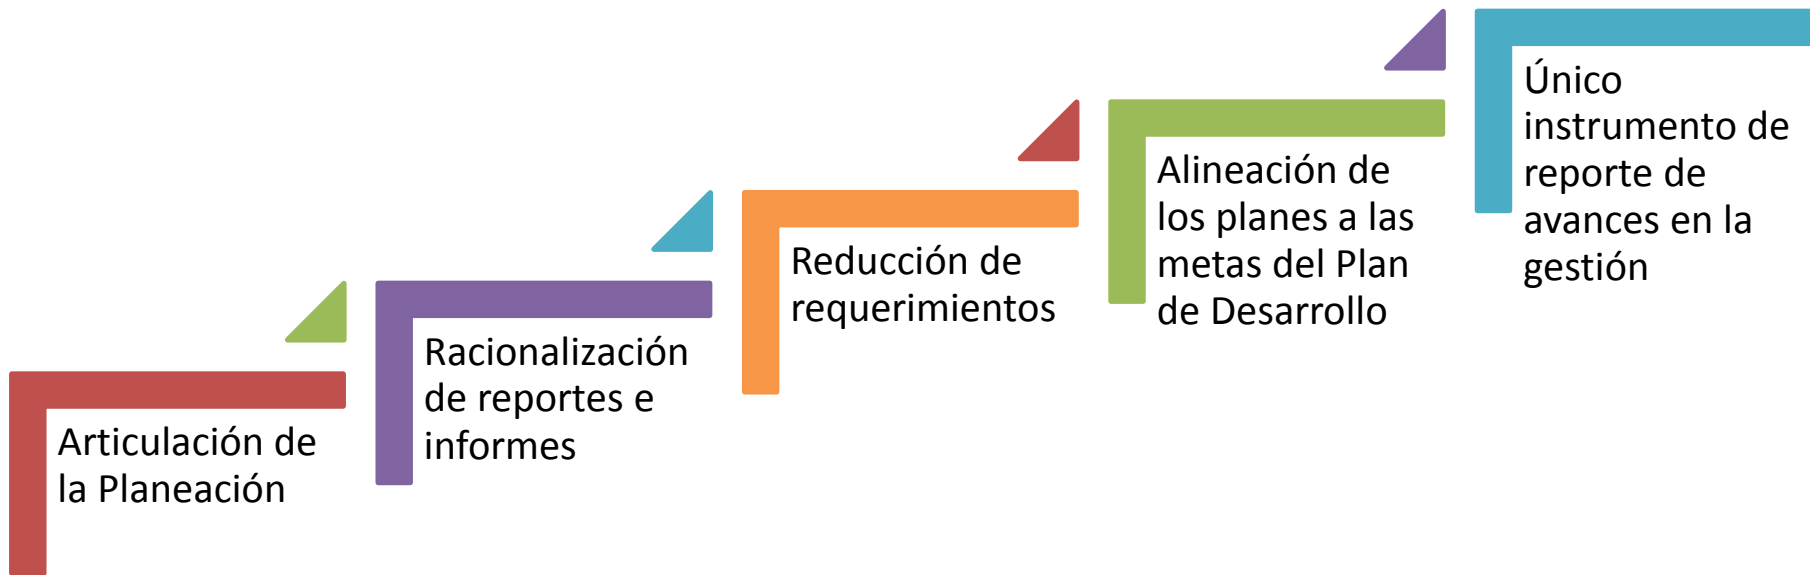 Articulación de
la Planeación
Racionalización
de reportes e
informes
Reducción de
requerimientos
Alineación de
los planes a las
metas del Plan
de Desarrollo
Único
instrumento de
reporte de
avances en la
gestión